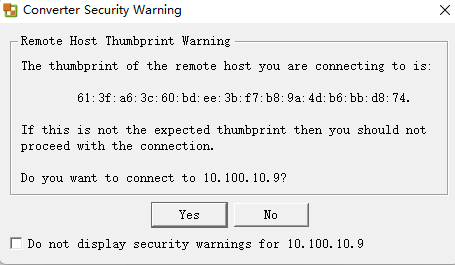 Converter Security Warning
Remote Host Thumbprint Warning
The thumbprint of the remote host you are connecting to is:
61:3f:a6:3c:60:bd:ee:3b:f7:b8:9a:4d:b6:bb:d8:74.
If this is not the expected thumbprint then you should not
proceed with the connection.
Do you want to connect to 10.100.10.9?
Yes No
Do not display security warnings for 10.100.10.9